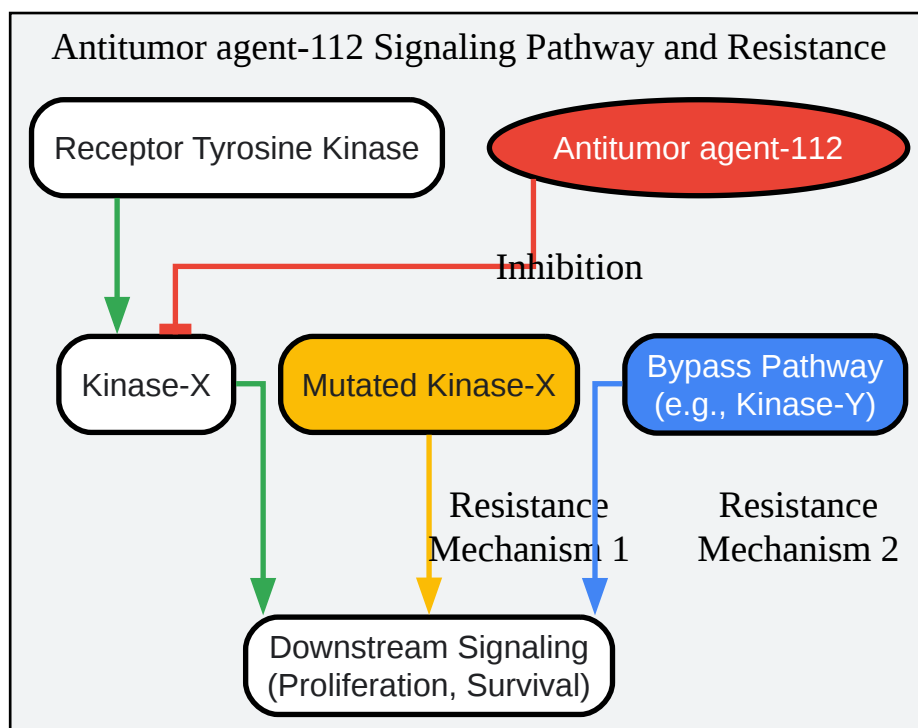 Antitumor agent-112 Signaling Pathway and Resistance
Receptor Tyrosine Kinase
Antitumor agent-112
Inhibition
Kinase-X
Mutated Kinase-X
Bypass Pathway
(e.g., Kinase-Y)
Resistance
Mechanism 1
Resistance
Mechanism 2
Downstream Signaling
(Proliferation, Survival)